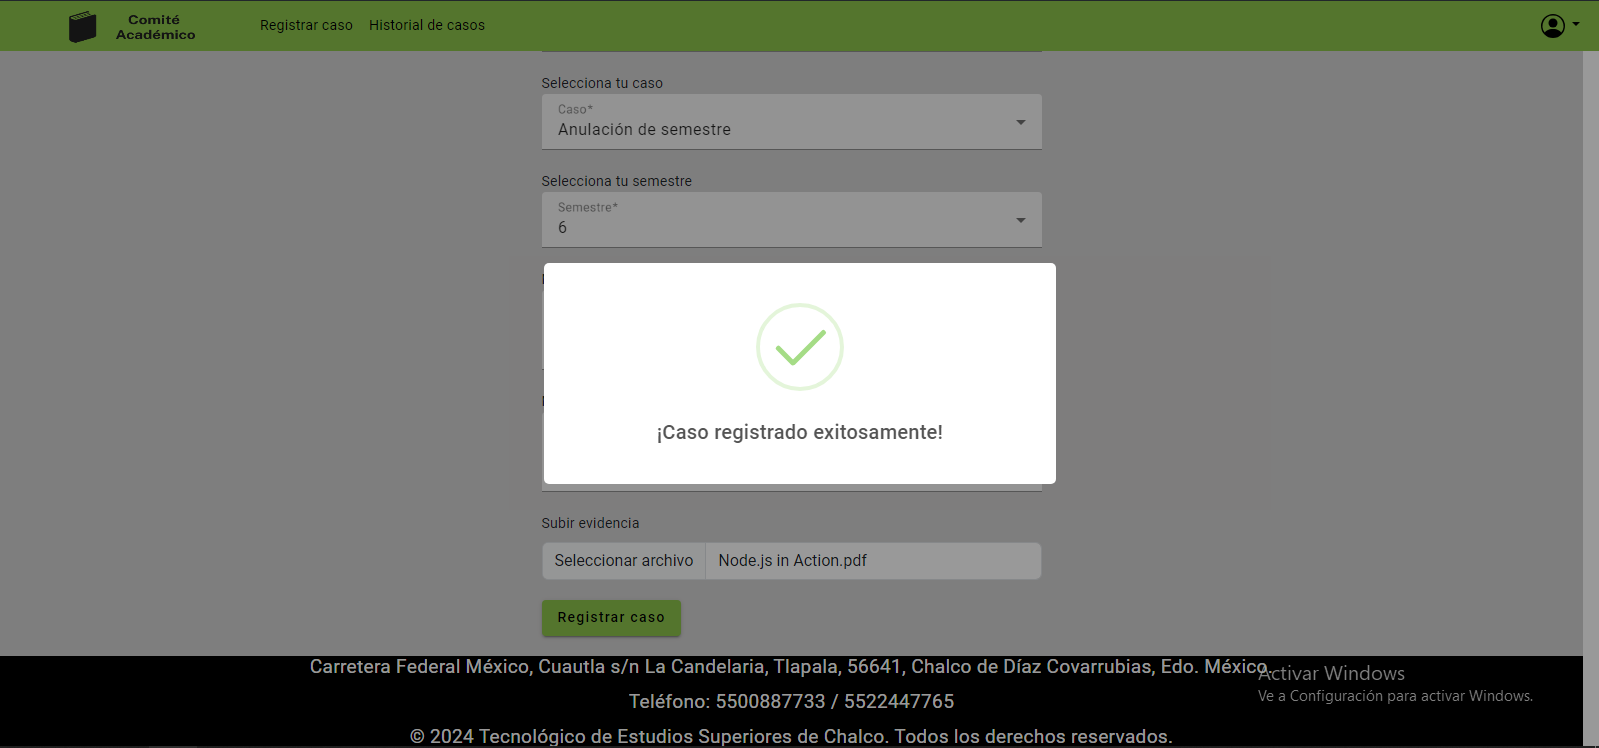 Comité
Académico
Registrar caso
Historial de casos
Selecciona tu caso
Caso*
Anulación de semestre
Selecciona tu semestre
Semestre*
6
¡Caso registrado exitosamente!
Subir evidencia
Seleccionar archivo
Node.js in Action.pdf
Registrar caso
Carretera Federal México, Cuautla s/n La Candelaria, Tlapala, 56641, Chalco de Díaz Covarrubias, Edo. México.
Activar Windows
Ve a Configuración para activar Windows.
Teléfono: 5500887733 / 5522447765
© 2024 Tecnológico de Estudios Superiores de Chalco. Todos los derechos reservados.